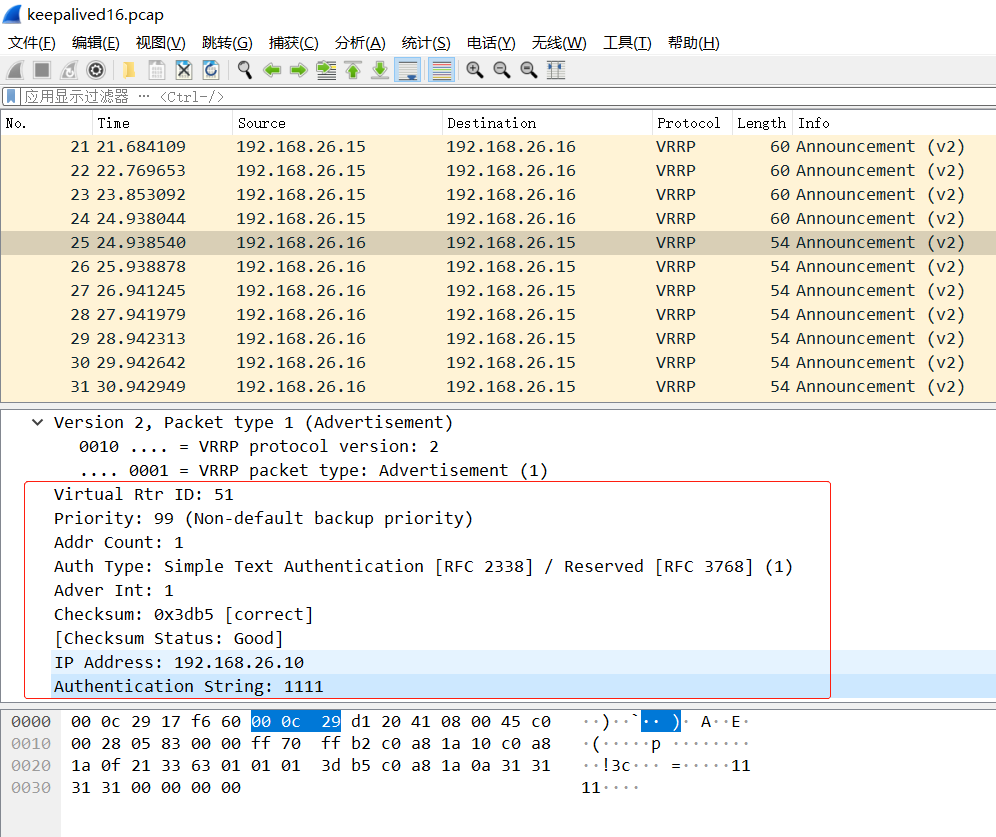 keepalived16.pcap
文件(F) 编辑(E) 视图(V) 跳转(G) 捕获(C) 分析(A) 统计(S) 电话(Y) 无线(W) 工具(T) 帮助(H)
应用显示过滤器 … <Ctrl-/>
No. Time Source Destination Protocol Length Info
21 21.684109 192.168.26.15 192.168.26.16 VRRP 60 Announcement (v2)
22 22.769653 192.168.26.15 192.168.26.16 VRRP 60 Announcement (v2)
23 23.853092 192.168.26.15 192.168.26.16 VRRP 60 Announcement (v2)
24 24.938044 192.168.26.15 192.168.26.16 VRRP 60 Announcement (v2)
25 24.938540 192.168.26.16 192.168.26.15 VRRP 54 Announcement (v2)
26 25.938878 192.168.26.16 192.168.26.15 VRRP 54 Announcement (v2)
27 26.941245 192.168.26.16 192.168.26.15 VRRP 54 Announcement (v2)
28 27.941979 192.168.26.16 192.168.26.15 VRRP 54 Announcement (v2)
29 28.942313 192.168.26.16 192.168.26.15 VRRP 54 Announcement (v2)
30 29.942642 192.168.26.16 192.168.26.15 VRRP 54 Announcement (v2)
31 30.942949 192.168.26.16 192.168.26.15 VRRP 54 Announcement (v2)
Version 2, Packet type 1 (Advertisement)
0010 .... = VRRP protocol version: 2
.... 0001 = VRRP packet type: Advertisement (1)
Virtual Rtr ID: 51
Priority: 99 (Non-default backup priority)
Addr Count: 1
Auth Type: Simple Text Authentication [RFC 2338] / Reserved [RFC 3768] (1)
Adver Int: 1
Checksum: 0x3db5 [correct]
[Checksum Status: Good]
IP Address: 192.168.26.10
Authentication String: 1111
0000 00 0c 29 17 f6 60 00 0c 29 d1 20 41 08 00 45 c0 ··)··`·· )· A··E·
0010 00 28 05 83 00 00 ff 70 ff b2 c0 a8 1a 10 c0 a8 ·(·····p ········
0020 1a 0f 21 33 63 01 01 01 3d b5 c0 a8 1a 0a 31 31 ··!3c··· =·····11
0030 31 31 00 00 00 00 11····